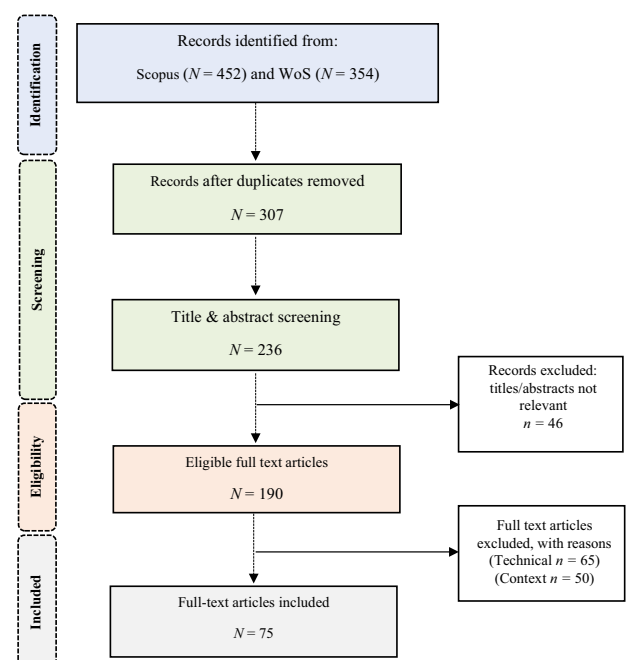 Identification
Records identified from:
Scopus (N = 452) and WoS (N = 354)
Screening
Records after duplicates removed
N = 307
Title & abstract screening
N = 236
Records excluded:
titles/abstracts not
relevant
n = 46
Eligibility
Eligible full text articles
N = 190
Full text articles
excluded, with reasons
(Technical n = 65)
(Context n = 50)
Included
Full-text articles included
N = 75